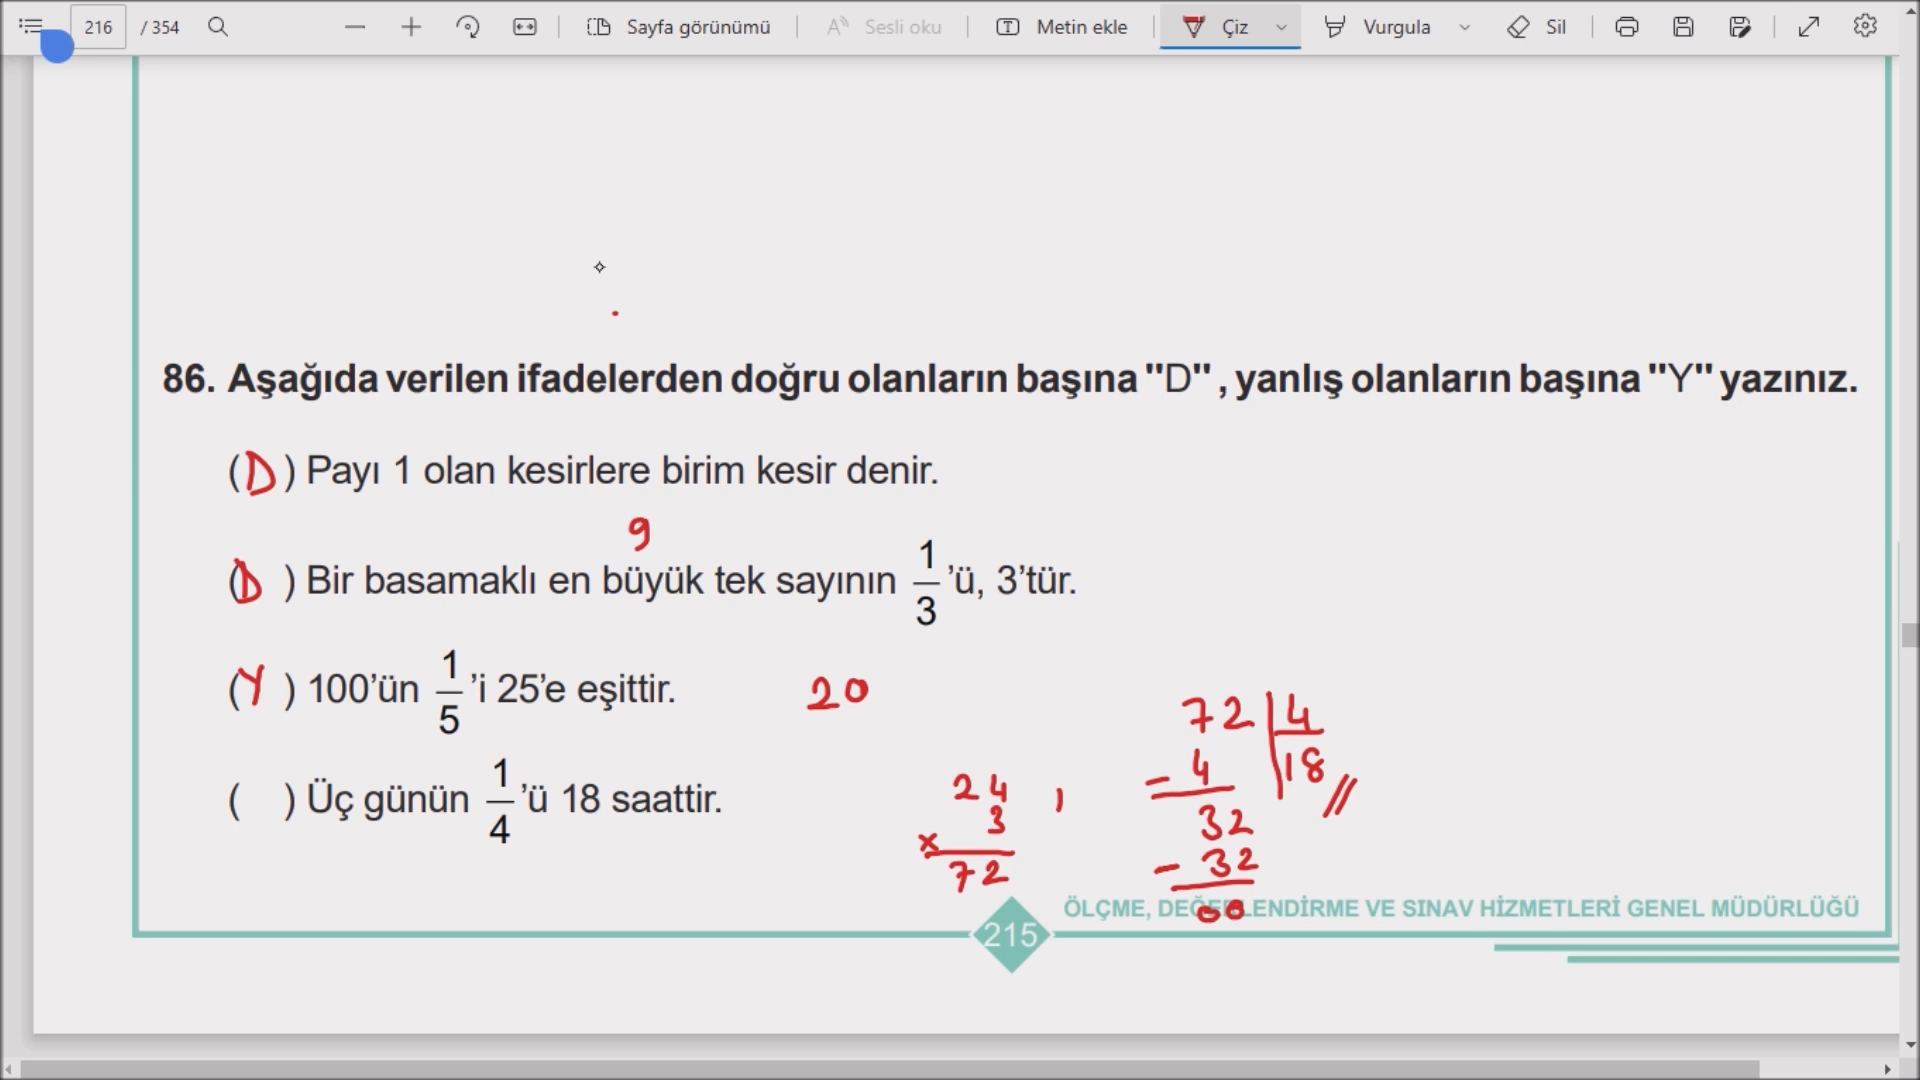 216 / 354 Sayfa görünümü Sesli oku Metin ekle Çiz Vurgula Sil
86. Aşağıda verilen ifadelerden doğru olanların başına "D", yanlış olanların başına "Y" yazınız.
(D) Payı 1 olan kesirlere birim kesir denir.
9
(D) Bir basamaklı en büyük tek sayının 1/3 'ü, 3'tür.
(Y) 100'ün 1/5 'i 25'e eşittir. 20
( ) Üç günün 1/4 'ü 18 saattir.
24
3
x
72
,
72 | 4
- 4 18 //
32
- 32
00
ÖLÇME, DEĞERLENDİRME VE SINAV HİZMETLERİ GENEL MÜDÜRLÜĞÜ
215